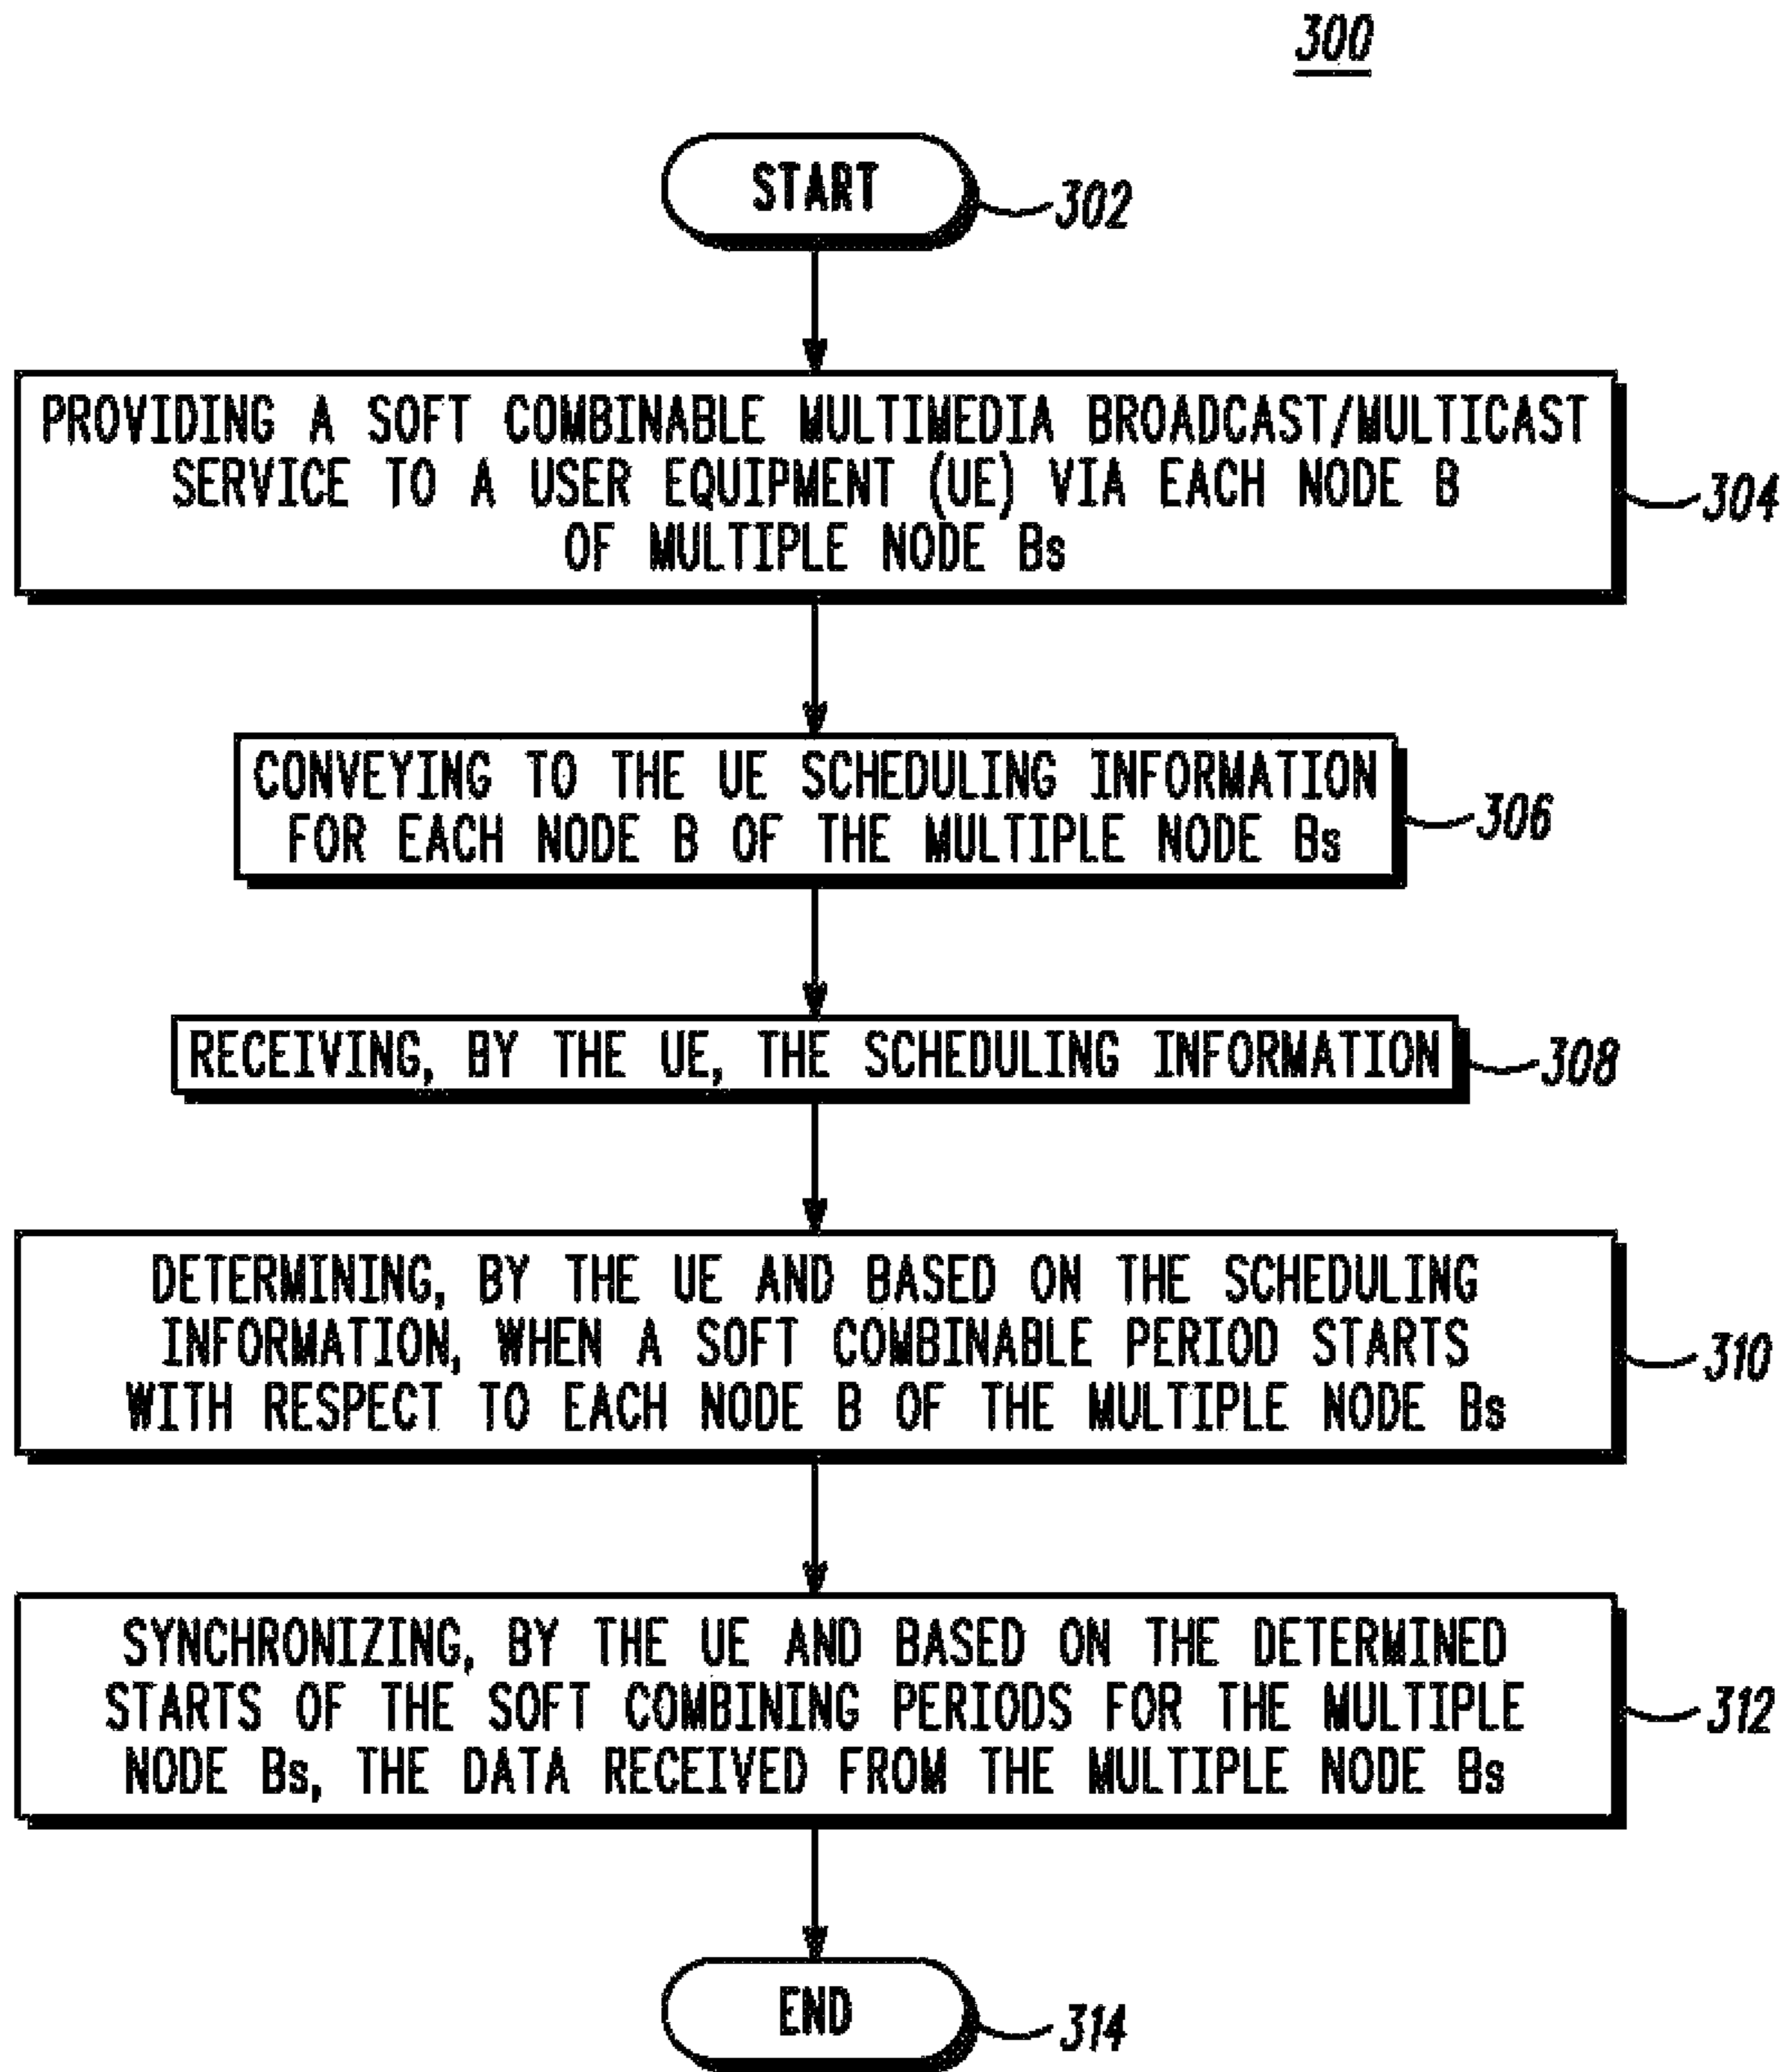 300
START
302
PROVIDING A SOFT COMBINABLE MULTIMEDIA BROADCAST/MULTICAST
SERVICE TO A USER EQUIPMENT (UE) VIA EACH NODE B
OF MULTIPLE NODE Bs
304
CONVEYING TO THE UE SCHEDULING INFORMATION
FOR EACH NODE B OF THE MULTIPLE NODE Bs
306
RECEIVING, BY THE UE, THE SCHEDULING INFORMATION
308
DETERMINING, BY THE UE AND BASED ON THE SCHEDULING
INFORMATION, WHEN A SOFT COMBINABLE PERIOD STARTS
WITH RESPECT TO EACH NODE B OF THE MULTIPLE NODE Bs
310
SYNCHRONIZING, BY THE UE AND BASED ON THE DETERMINED
STARTS OF THE SOFT COMBINING PERIODS FOR THE MULTIPLE
NODE Bs, THE DATA RECEIVED FROM THE MULTIPLE NODE Bs
312
END
314